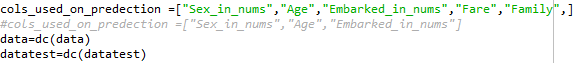 cols_used_on_predection =["Sex_in_nums","Age","Embarked_in_nums","Fare","Family",]
#cols_used_on_predection =["Sex_in_nums","Age","Embarked_in_nums"]
data=dc(data)
datatest=dc(datatest)